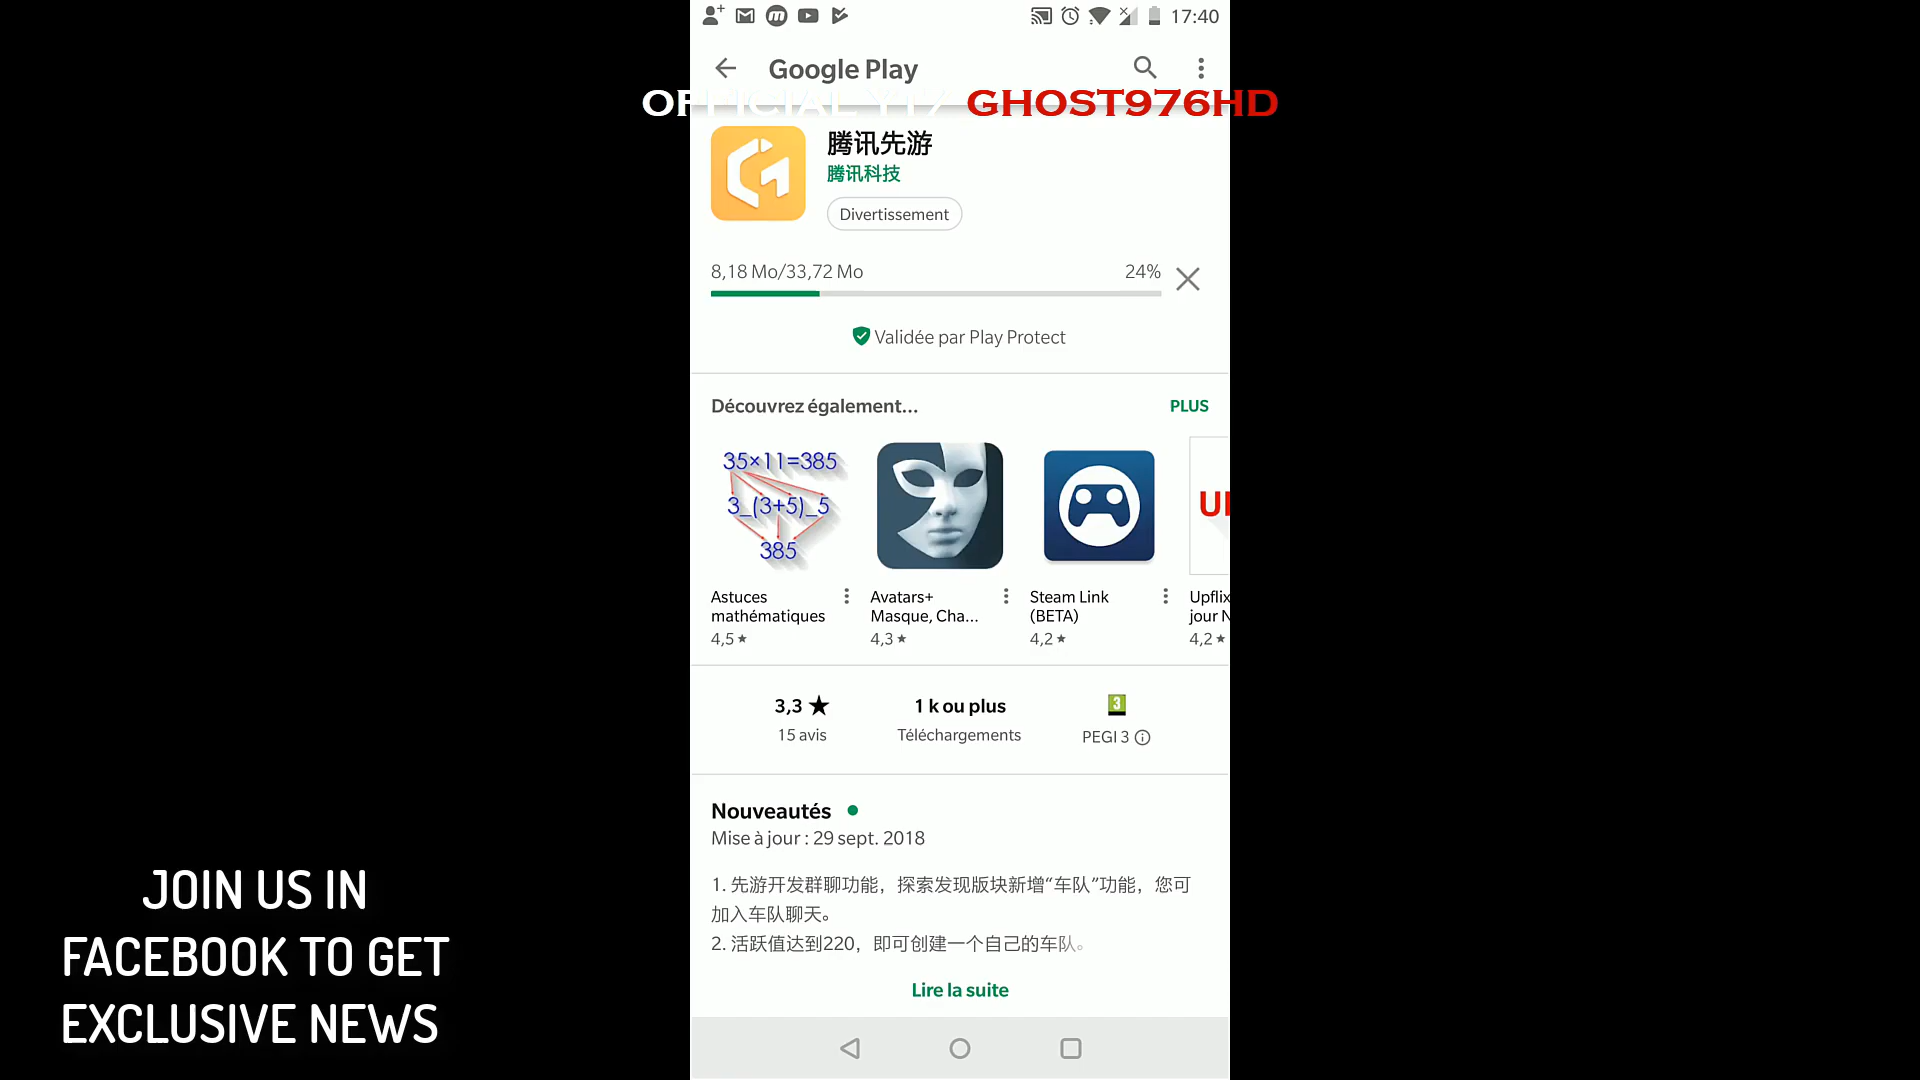 17:40
Google Play
OFFICIAL YT/ GHOST976HD
腾讯先游
腾讯科技
Divertissement
8,18 Mo/33,72 Mo
24%
Validée par Play Protect
Découvrez également...
PLUS
35×11=385
3_(3+5)_5
385
UP
Astuces
mathématiques
4,5 ★
Avatars+
Masque, Cha...
4,3 ★
Steam Link
(BETA)
4,2 ★
Upflix
jour N
4,2 ★
3,3 ★
15 avis
1 k ou plus
Téléchargements
3
PEGI 3
Nouveautés
Mise à jour : 29 sept. 2018
1. 先游开发群聊功能，探索发现版块新增“车队”功能，您可
加入车队聊天。
2. 活跃值达到220，即可创建一个自己的车队。
Lire la suite
JOIN US IN
FACEBOOK TO GET
EXCLUSIVE NEWS